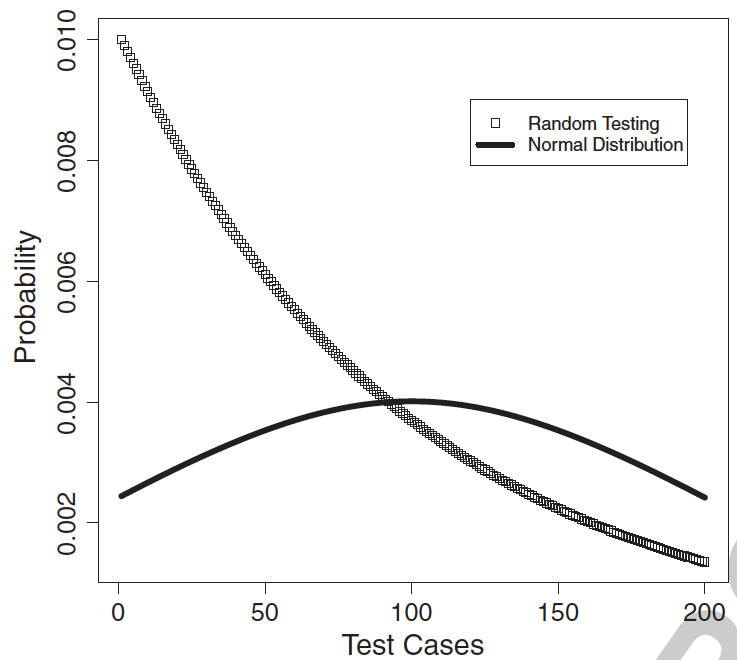 0.010
0.008
0.006
0.004
0.002
Probability
Random Testing
Normal Distribution
0 50 100 150 200
Test Cases